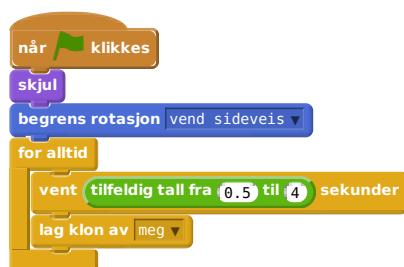 når klikkes
skjul
begrens rotasjon vend sideveis
for alltid
vent tilfeldig tall fra 0.5 til 4 sekunder
lag klon av meg